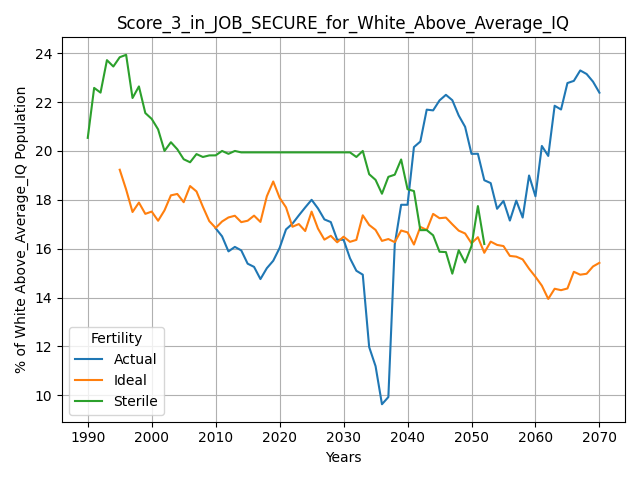 Score_3_in_JOB_SECURE_for_White_Above_Average_IQ
% of White Above_Average_IQ Population
24
22
20
18
16
14
12
10
Fertility
Actual
Ideal
Sterile
1990 2000 2010 2020 2030 2040 2050 2060 2070
Years